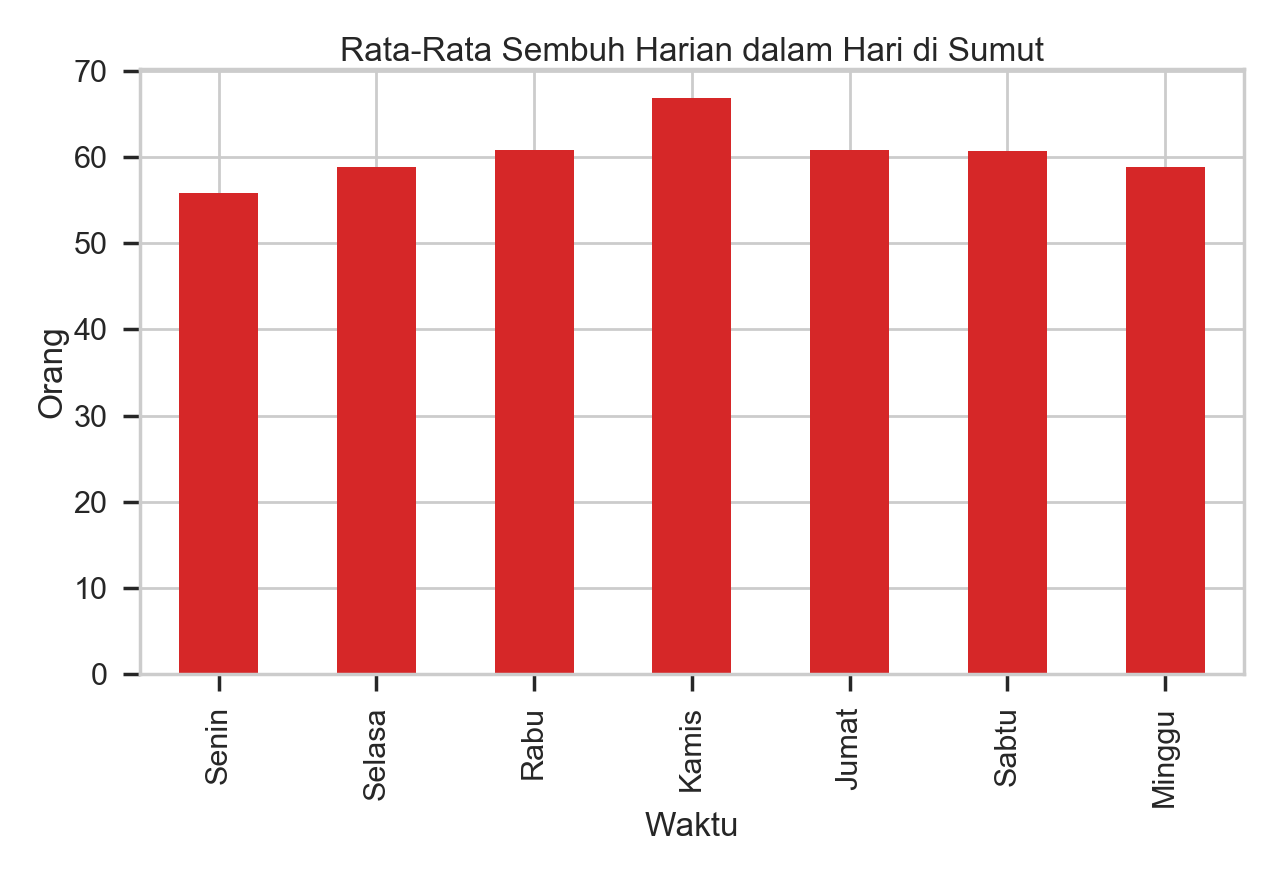 Rata-Rata Sembuh Harian dalam Hari di Sumut
Orang
70
60
50
40
30
20
10
0
Senin
Selasa
Rabu
Kamis
Jumat
Sabtu
Minggu
Waktu